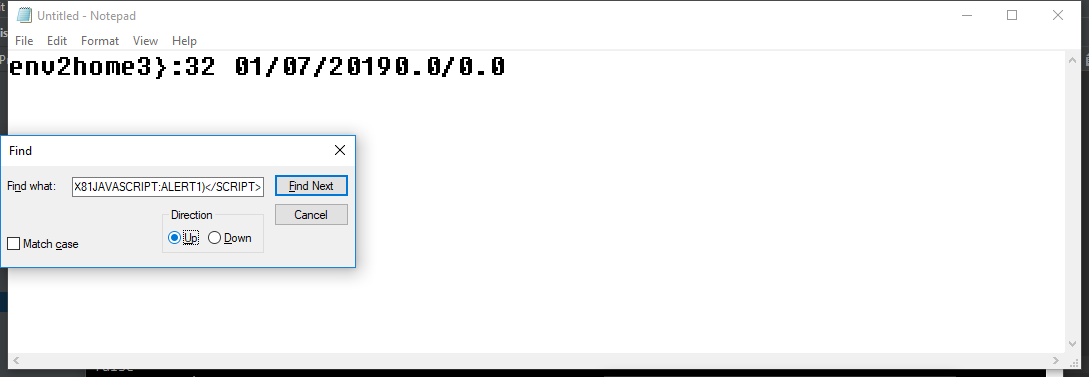 Untitled - Notepad
File Edit Format View Help
env2home3}:32 01/07/20190.0/0.0
Find
Find what: X81JAVASCRIPT:ALERT1)</SCRIPT> Find Next
Cancel
Direction
Up Down
Match case